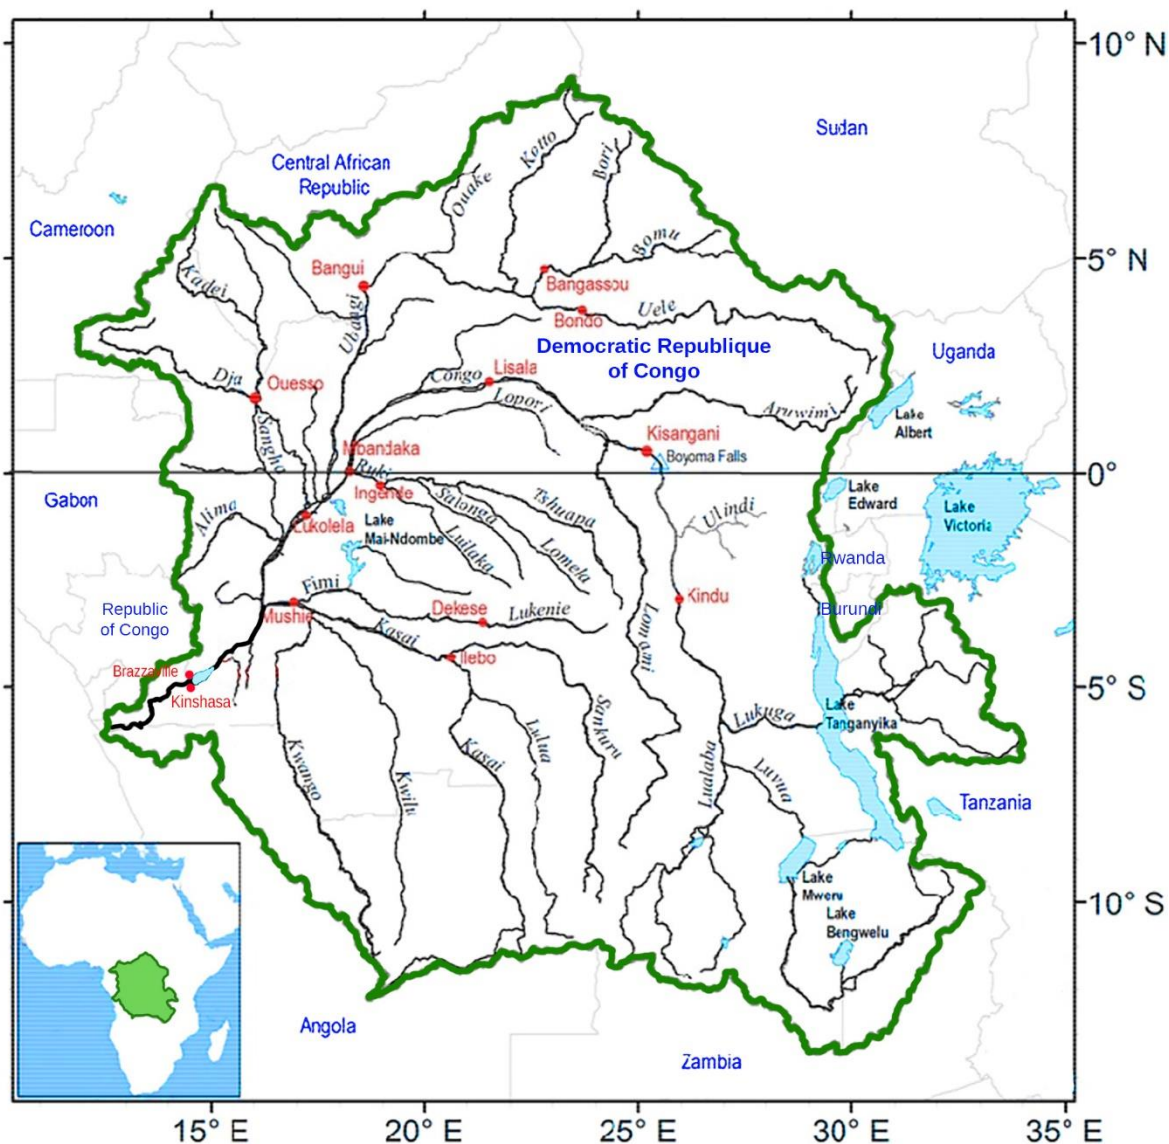 10° N
Sudan
Central African
Republic
Kotto
Bori
Ouake
Cameroon
Bomu
5° N
Bangui
Bangassou
Kadei
Ubangi
Uele
Bondo
Democratic Republique
of Congo
Uganda
Dja
Ouesso
Congo
Lisala
Lopori
Aruwimi
Lake
Albert
Sangha
Mbandaka
Kisangani
Boyoma Falls
0°
Ruki
Ingende
Gabon
Lake
Edward
Lake
Victoria
Alima
Lukolela
Lake
Mai-Ndombe
Salonga
Tshuapa
Ulindi
Luilaka
Lomela
Rwanda
Fimi
Republic
of Congo
Mushie
Dekese
Lukenie
Kindu
Burundi
Kasai
Lomami
Ilebo
Brazzaville
Kinshasa
5° S
Lukuga
Lake
Tanganyika
Kwango
Kwilu
Kasai
Lulua
Sankuru
Lualaba
Luvua
Tanzania
Lake
Mweru
10° S
Lake
Bengwelu
Angola
Zambia
15° E
20° E
25° E
30° E
35° E